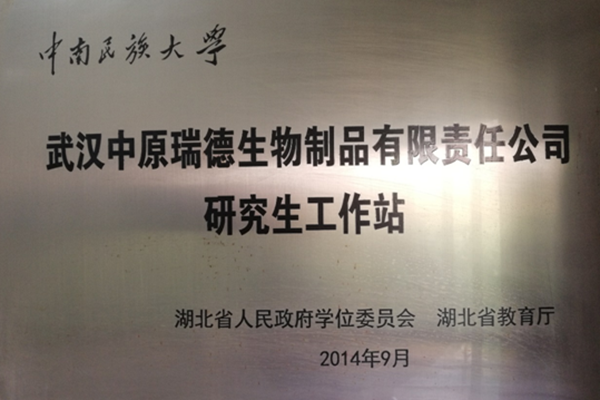 中南民族大学
武汉中原瑞德生物制品有限责任公司
研究生工作站
湖北省人民政府学位委员会 湖北省教育厅
2014年9月